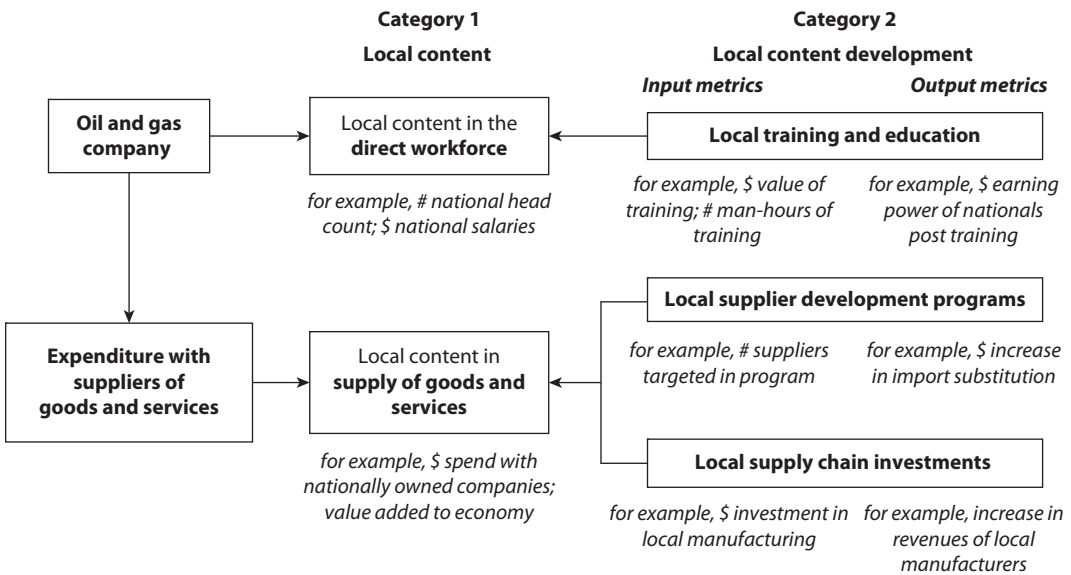 Category 1
Local content
Category 2
Local content development
Input metrics
Output metrics
Oil and gas
company
Local content in the
direct workforce
for example, # national head
count; $ national salaries
Local training and education
for example, $ value of
training; # man-hours of
training
for example, $ earning
power of nationals
post training
Expenditure with
suppliers of
goods and services
Local content in
supply of goods and
services
for example, $ spend with
nationally owned companies;
value added to economy
Local supplier development programs
for example, # suppliers
targeted in program
for example, $ increase
in import substitution
Local supply chain investments
for example, $ investment in
local manufacturing
for example, increase in
revenues of local
manufacturers